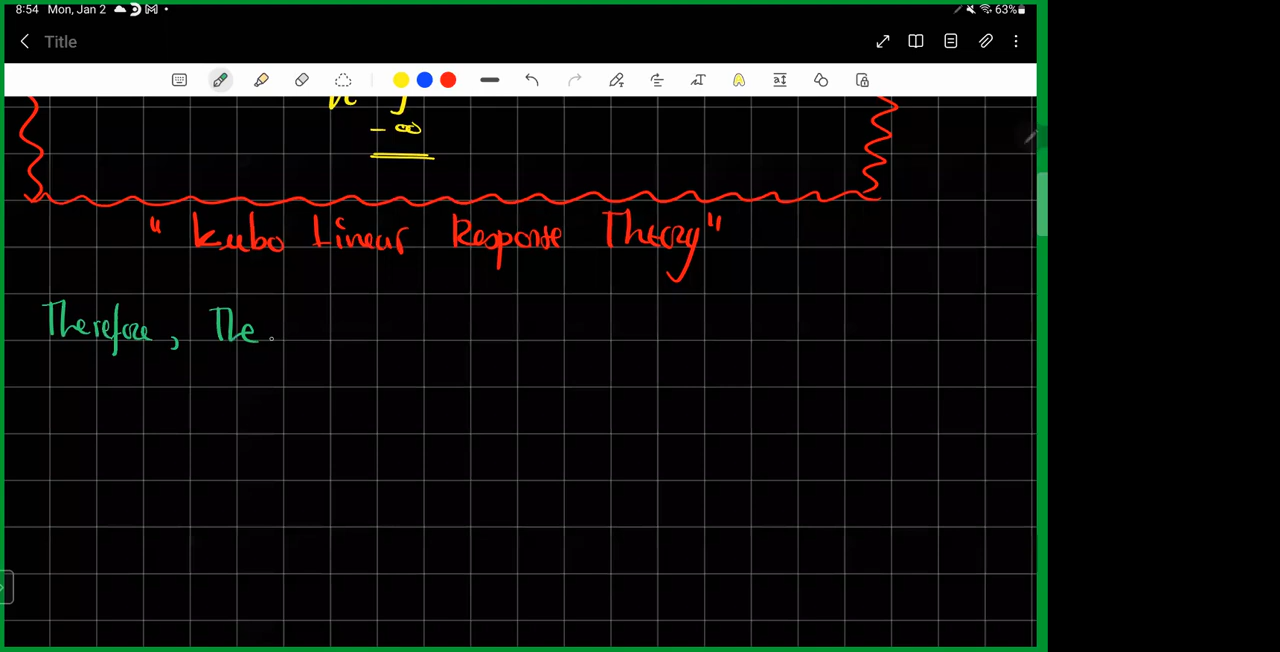 8:54 Mon, Jan 2
63%
Title
- ∞
" Kubo Linear Response Theory"
Therefore, The